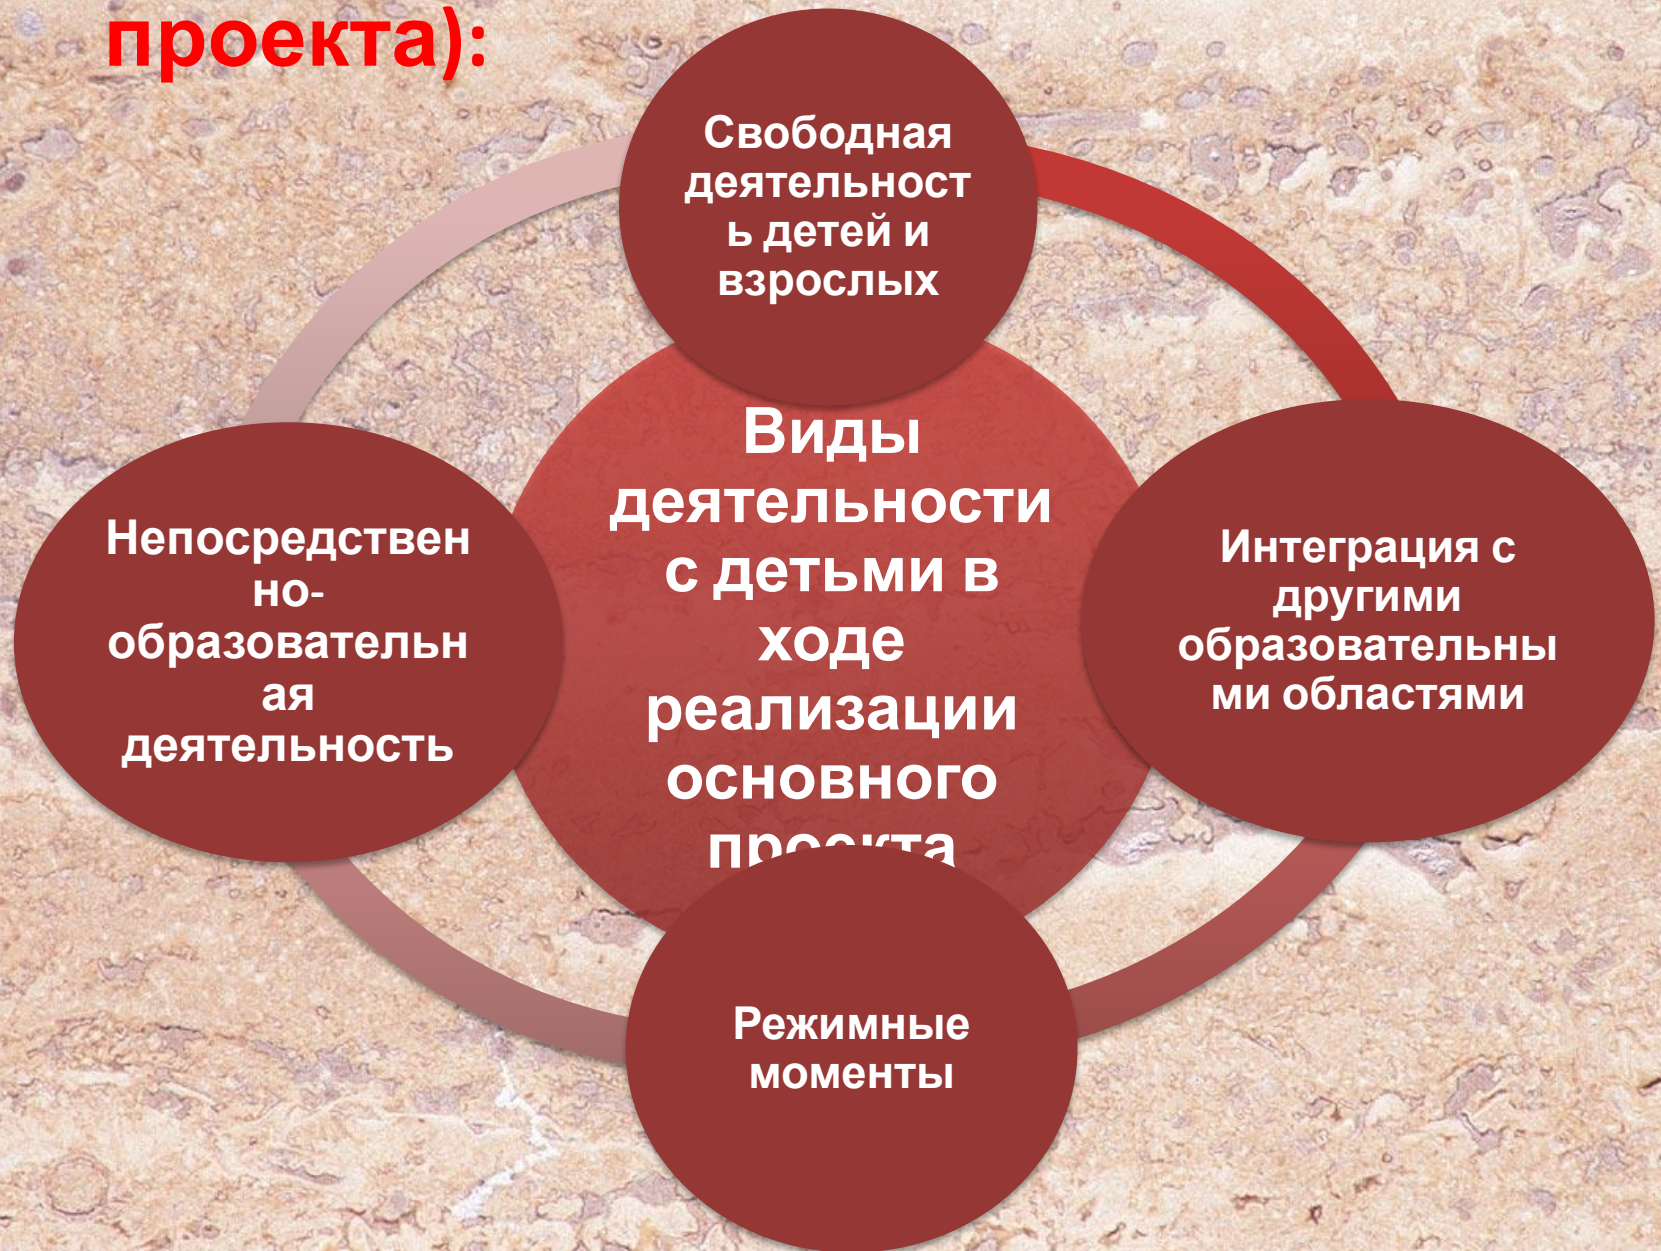 проекта):
Свободная
деятельност
ь детей и
взрослых
Виды
деятельности
с детьми в
ходе
реализации
основного
проекта
Непосредствен
но-
образовательн
ая
деятельность
Интеграция с
другими
образовательны
ми областями
Режимные
моменты